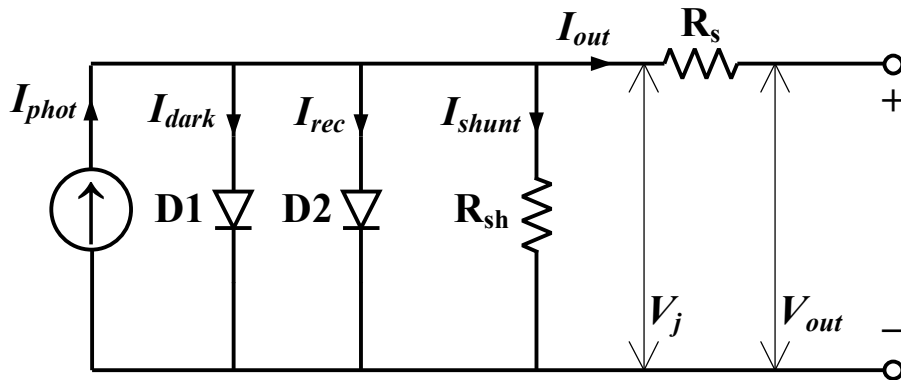 I_out
R_s
I_phot
I_dark
I_rec
I_shunt
+
D1
D2
R_sh
V_j
V_out
−